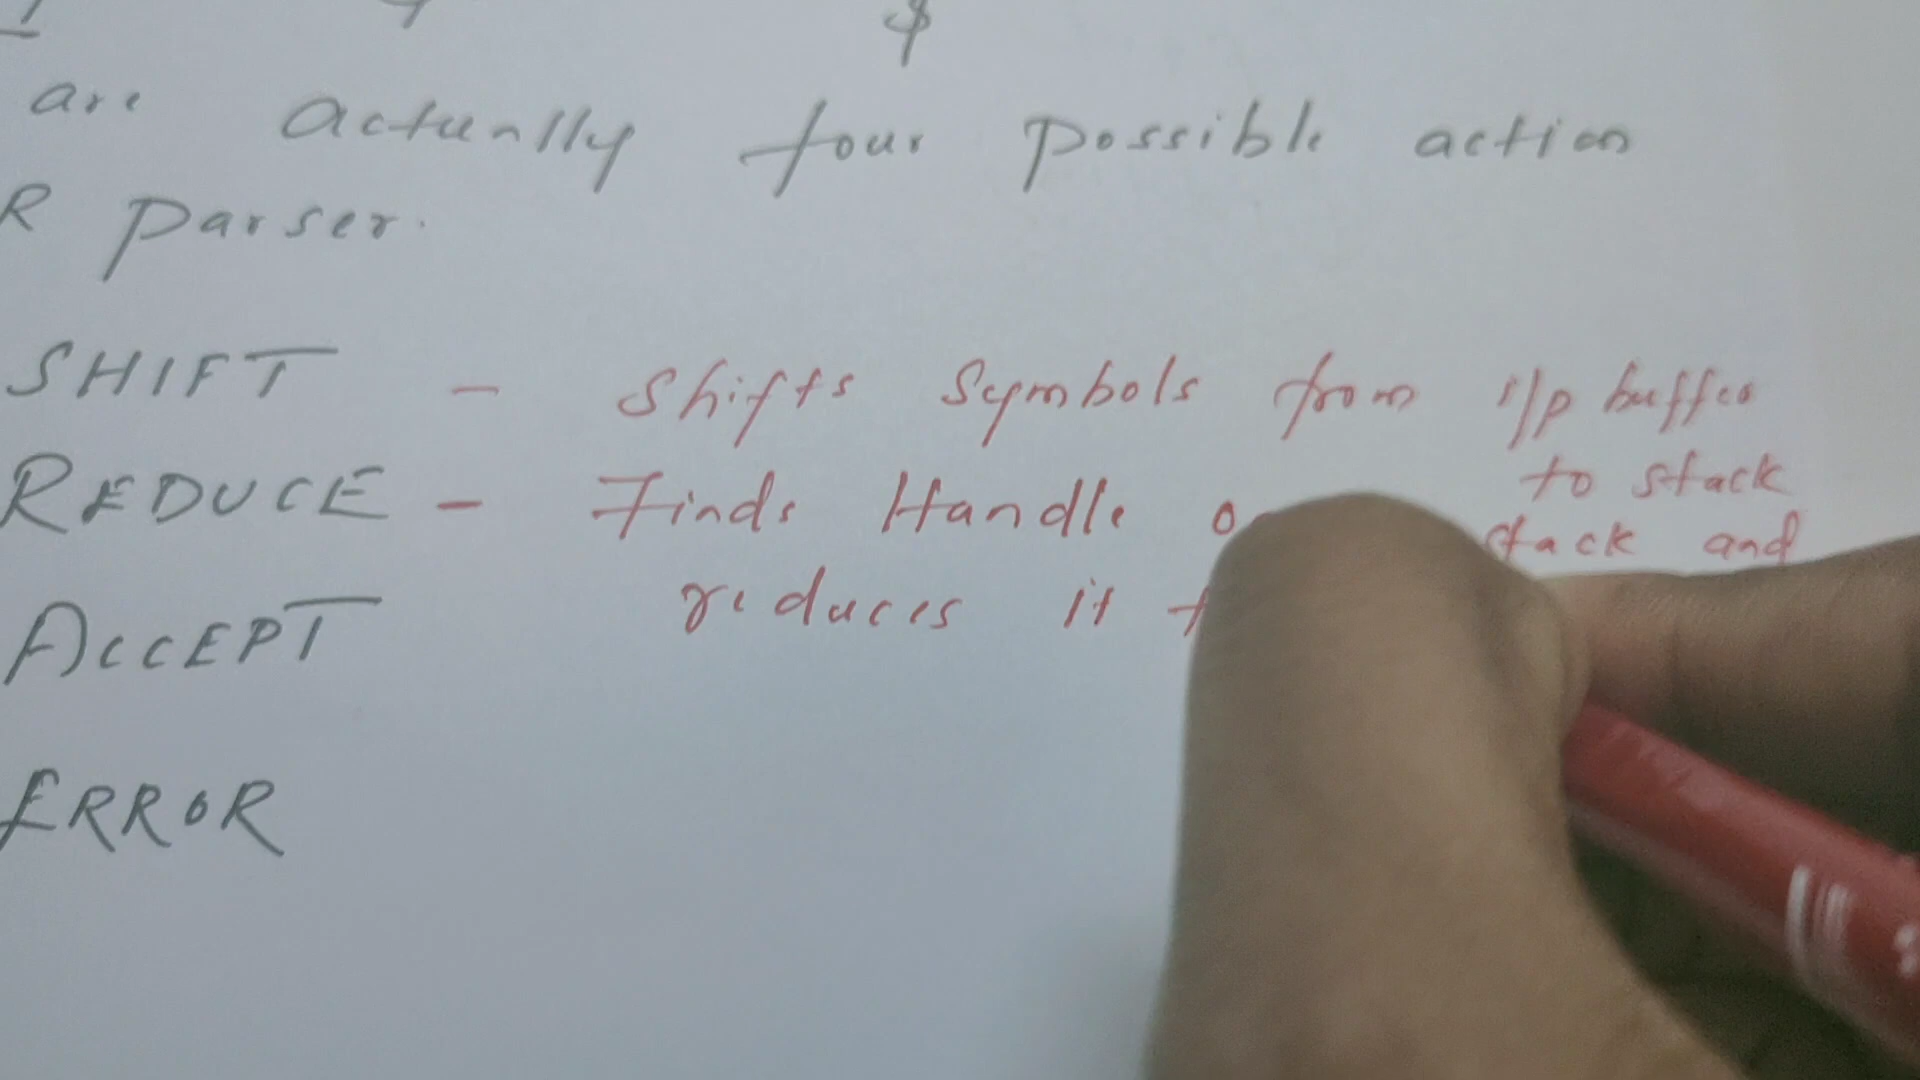 $
are actually four possible action
R Parser.
SHIFT - Shifts Symbols from i/p buffer
to stack
REDUCE - Finds Handle stack and
reduces it
ACCEPT
ERROR